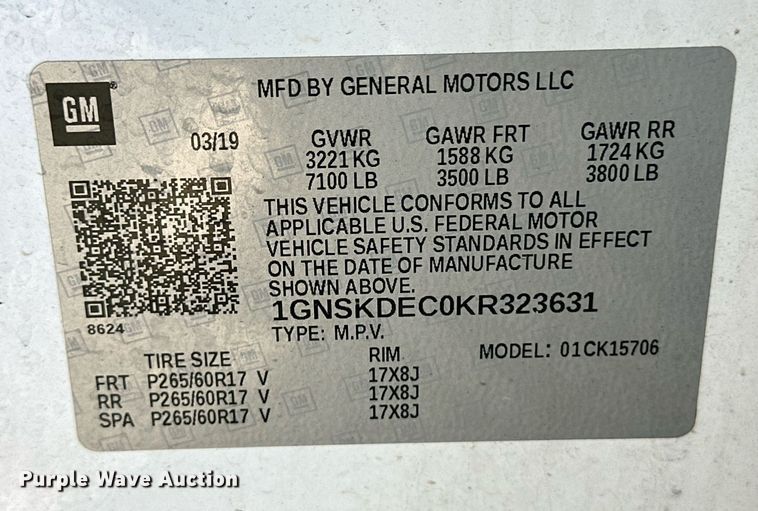 GM
MFD BY GENERAL MOTORS LLC
03/19 GVWR GAWR FRT GAWR RR
3221 KG 1588 KG 1724 KG
7100 LB 3500 LB 3800 LB
THIS VEHICLE CONFORMS TO ALL
APPLICABLE U.S. FEDERAL MOTOR
VEHICLE SAFETY STANDARDS IN EFFECT
ON THE DATE OF MANUFACTURE
SHOWN ABOVE.
1GNSKDEC0KR323631
8624
TYPE: M.P.V. MODEL: 01CK15706
TIRE SIZE RIM
FRT P265/60R17 V 17X8J
RR P265/60R17 V 17X8J
SPA P265/60R17 V 17X8J
Purple Wave Auction